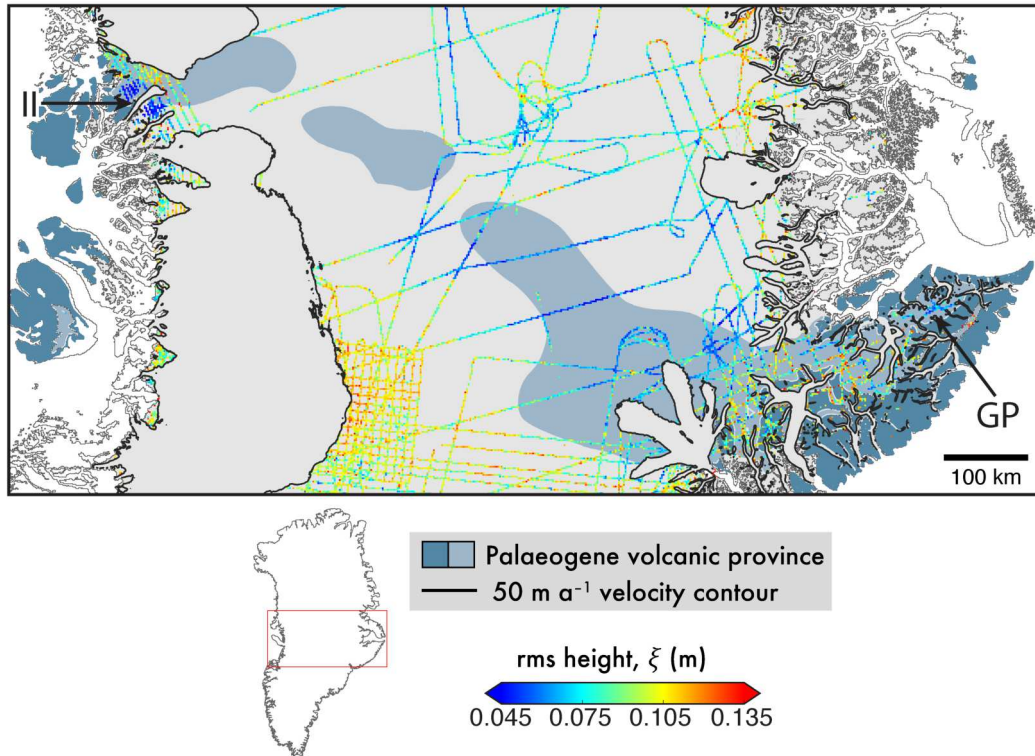 II
GP
100 km
Palaeogene volcanic province
50 m a⁻¹ velocity contour
rms height, ξ (m)
0.045 0.075 0.105 0.135